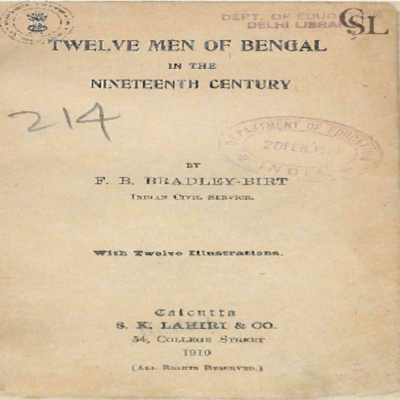 DEPT. OF EDUC
DELHI LIBRA
CSL
TWELVE MEN OF BENGAL
IN THE
NINETEENTH CENTURY
214
DEPARTMENT OF EDUCATION
INDIA
BY
F. B. BRADLEY-BIRT
INDIAN CIVIL SERVICE.
With Twelve Illustrations.
Calcutta
S. K. LAHIRI & CO.
54, COLLEGE STREET
1910
[ALL RIGHTS RESERVED.]